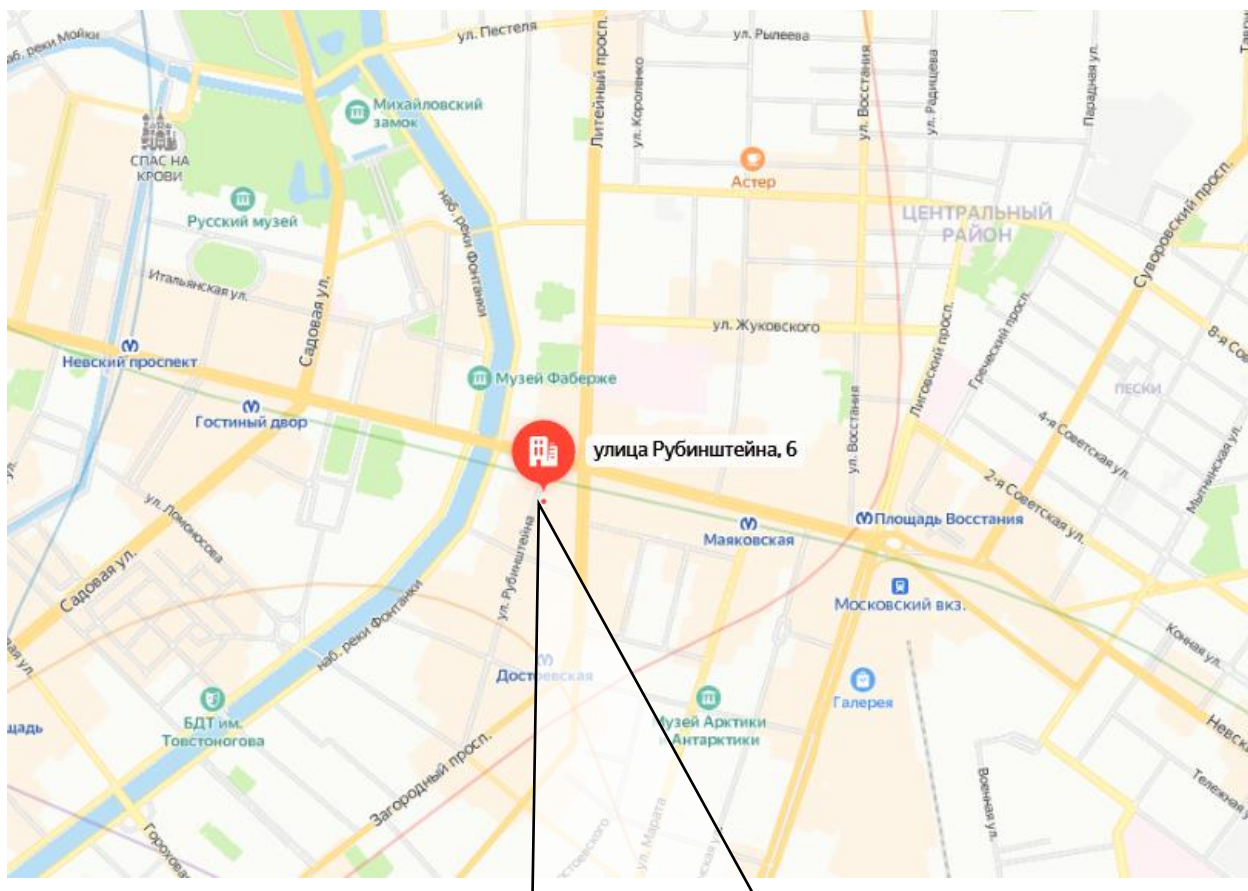 наб. реки Мойки
ул. Пестеля
ул. Рылеева
Литейный просп.
ул. Короленко
ул. Восстания
ул. Радищева
Парадная ул.
Михайловский
замок
СПАС НА
КРОВИ
Астер
Русский музей
наб. реки Фонтанки
ЦЕНТРАЛЬНЫЙ
РАЙОН
Суворовский просп.
Итальянская ул.
Садовая ул.
ул. Жуковского
Лиговский просп.
Греческий просп.
8-я Сове
Невский проспект
Музей Фаберже
ПЕСКИ
Гостиный двор
4-я Советская ул.
улица Рубинштейна, 6
ул. Восстания
2-я Советская ул.
Мытнинская ул.
ул. Ломоносова
Маяковская
Площадь Восстания
Садовая ул.
ул. Рубинштейна
наб. реки Фонтанки
Московский вкз.
Конная ул.
Достоевская
Галерея
БДТ им.
Товстоногова
Музей Арктики
и Антарктики
щадь
Загородный просп.
Невск
Военная ул.
Тележная у
ул. Марата
Гороховая